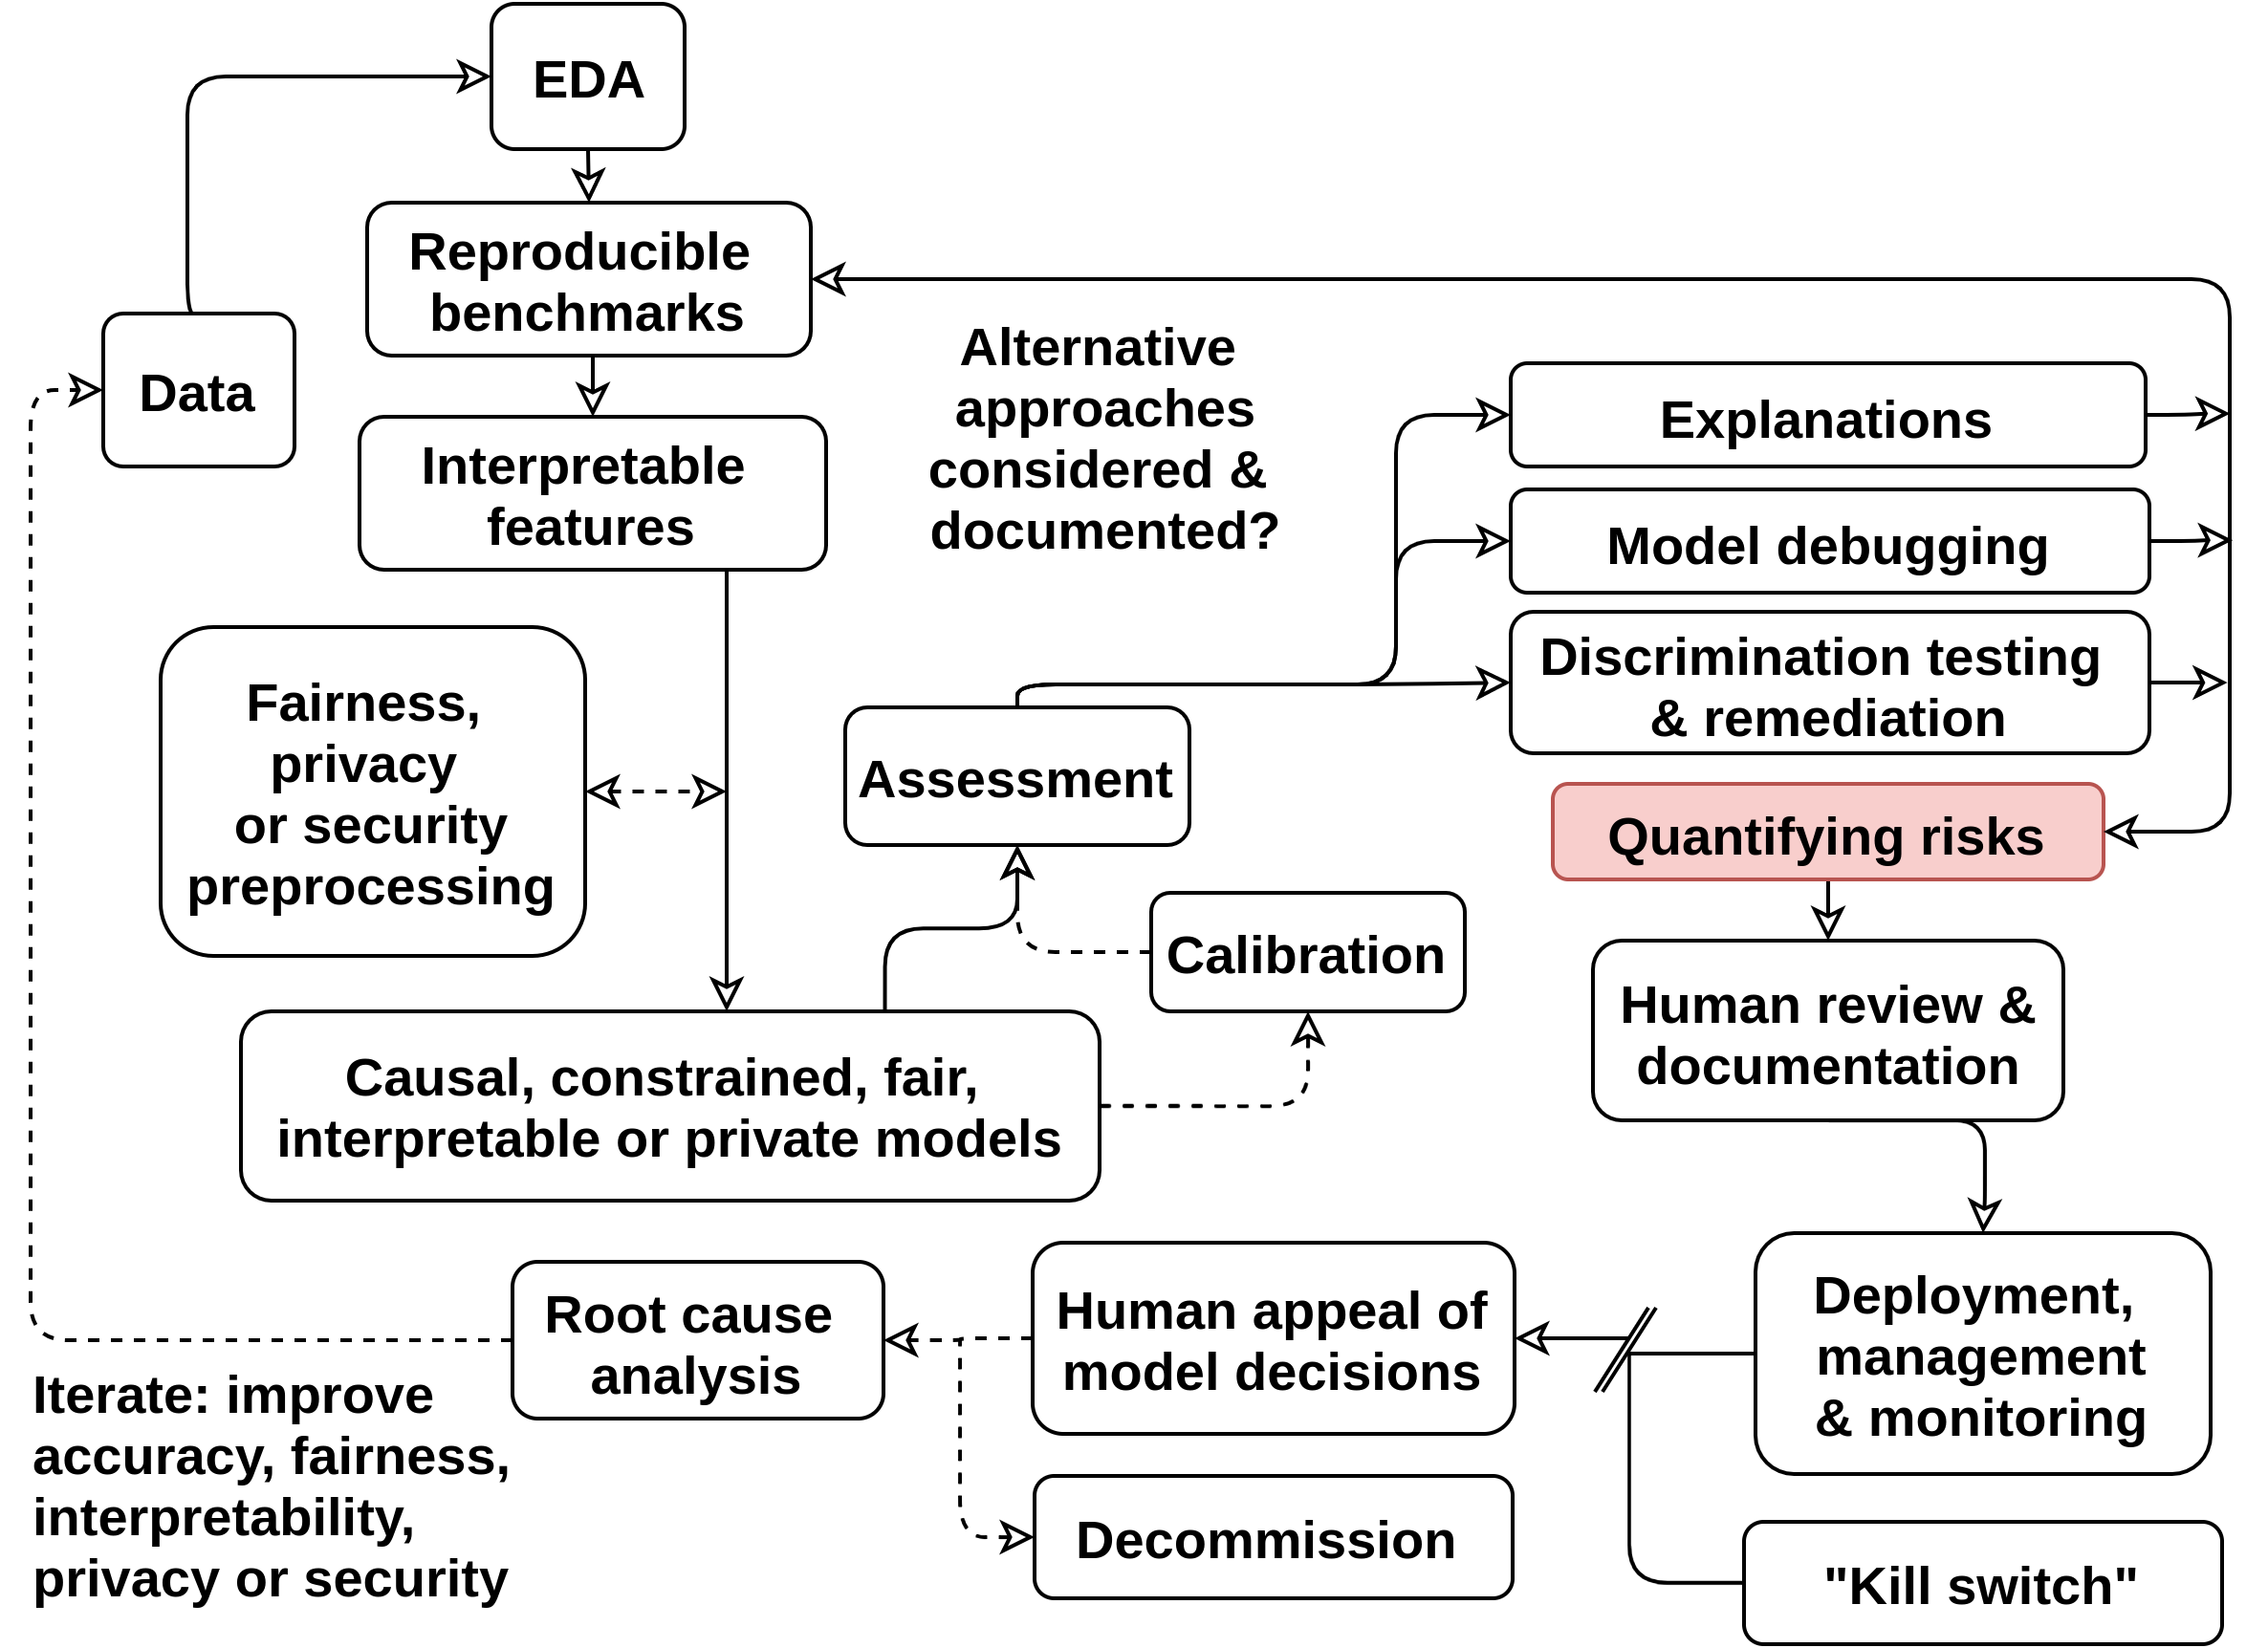 EDA
Reproducible
benchmarks
Data
Interpretable
features
Alternative
approaches
considered &
documented?
Explanations
Model debugging
Discrimination testing
& remediation
Fairness,
privacy
or security
preprocessing
Assessment
Quantifying risks
Calibration
Human review &
documentation
Causal, constrained, fair,
interpretable or private models
Root cause
analysis
Human appeal of
model decisions
Deployment,
management
& monitoring
Iterate: improve
accuracy, fairness,
interpretability,
privacy or security
Decommission
"Kill switch"